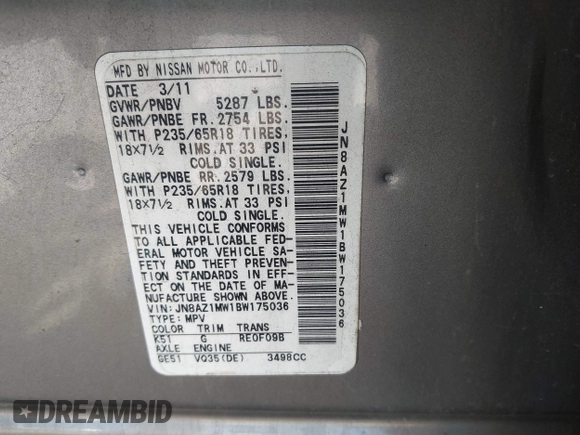 MFD BY NISSAN MOTOR CO.,LTD.
DATE 3/11
GVWR/PNBV 5287 LBS.
GAWR/PNBE FR. 2754 LBS.
WITH P235/65R18 TIRES,
18X7½ RIMS. AT 33 PSI
COLD SINGLE.
GAWR/PNBE RR. 2579 LBS.
WITH P235/65R18 TIRES,
18X7½ RIMS. AT 33 PSI
COLD SINGLE.
THIS VEHICLE CONFORMS
TO ALL APPLICABLE FED-
ERAL MOTOR VEHICLE SA-
FETY AND THEFT PREVEN-
TION STANDARDS IN EFF-
ECT ON THE DATE OF MA-
NUFACTURE SHOWN ABOVE.
VIN: JN8AZ1MW1BW175036
TYPE: MPV
COLOR TRIM TRANS
K51 G RE0F09B
AXLE ENGINE
GE51 VQ35(DE) 3498CC
JN8AZ1MW1BW175036
DREAMBID